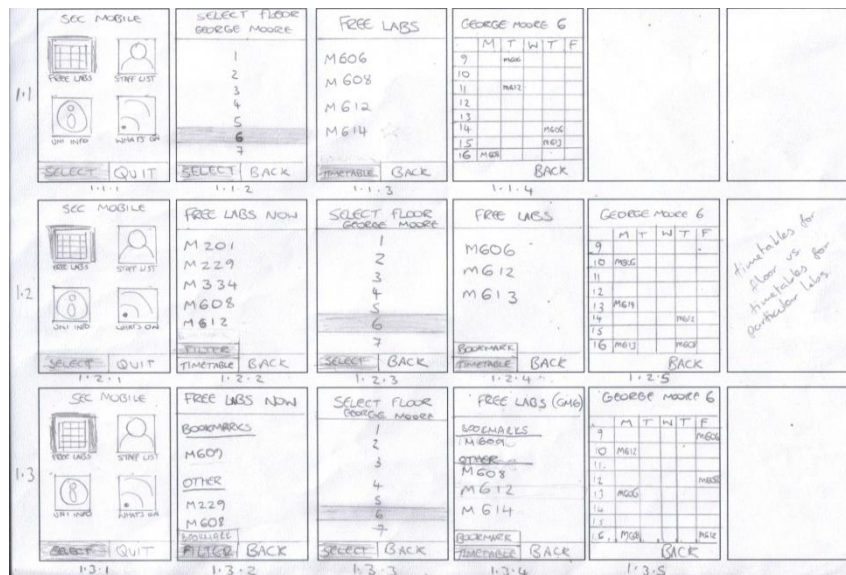 1.1
SEC MOBILE
FREE LABS
STAFF LIST
UNI INFO
WHAT'S ON
SELECT
QUIT
1.1.1
SELECT FLOOR
GEORGE MOORE
1
2
3
4
5
6
7
SELECT
BACK
1.1.2
FREE LABS
M606
M608
M612
M614
TIMETABLE
BACK
1.1.3
GEORGE MOORE 6
M T W T F
9
10
11 M612
12
13
14 M606
15 M613
16
BACK
1.1.4
1.2
SEC MOBILE
FREE LABS
STAFF LIST
UNI INFO
WHAT'S ON
SELECT
QUIT
1.2.1
FREE LABS NOW
M201
M229
M334
M608
M612
FILTER
TIMETABLE
BACK
1.2.2
SELECT FLOOR
GEORGE MOORE
1
2
3
4
5
6
7
SELECT
BACK
1.2.3
FREE LABS
M606
M612
M613
BOOKMARK
TIMETABLE
BACK
1.2.4
GEORGE MOORE 6
M T W T F
9
10 M606
11
12
13 M614
14 M612
15
16 M613
BACK
1.2.5
timetables for
floor vs
timetables for
particular labs
1.3
SEC MOBILE
FREE LABS
STAFF LIST
UNI INFO
WHAT'S ON
SELECT
QUIT
1.3.1
FREE LABS NOW
BOOKMARKS
M609
OTHER
M229
M608
BOOKMARK
FILTER
BACK
1.3.2
SELECT FLOOR
GEORGE MOORE
1
2
3
4
5
6
7
SELECT
BACK
1.3.3
FREE LABS (GM6)
BOOKMARKS
M609
OTHER
M608
M612
M614
BOOKMARK
TIMETABLE
BACK
1.3.4
GEORGE MOORE 6
M T W T F
9 M606
10 M612
11
12
13 M606
14
15
16
BACK
1.3.5